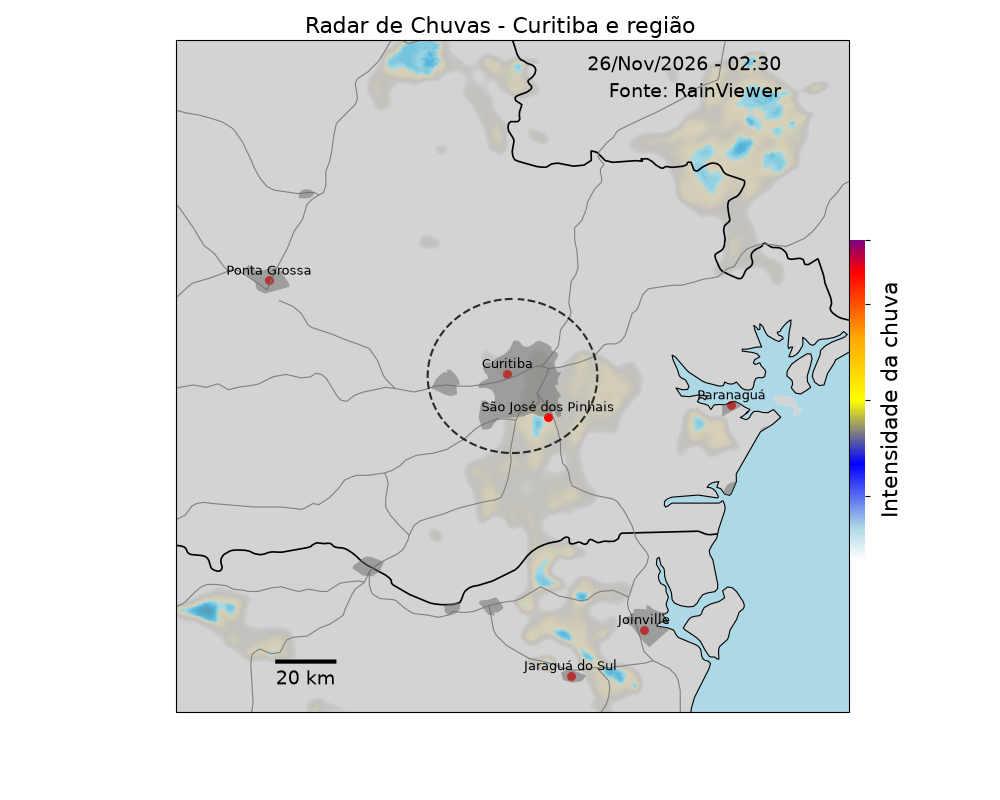 Radar de Chuvas - Curitiba e região
26/Nov/2026 - 02:30
Fonte: RainViewer
Ponta Grossa
Curitiba
São José dos Pinhais
Paranaguá
Intensidade da chuva
Joinville
Jaraguá do Sul
20 km